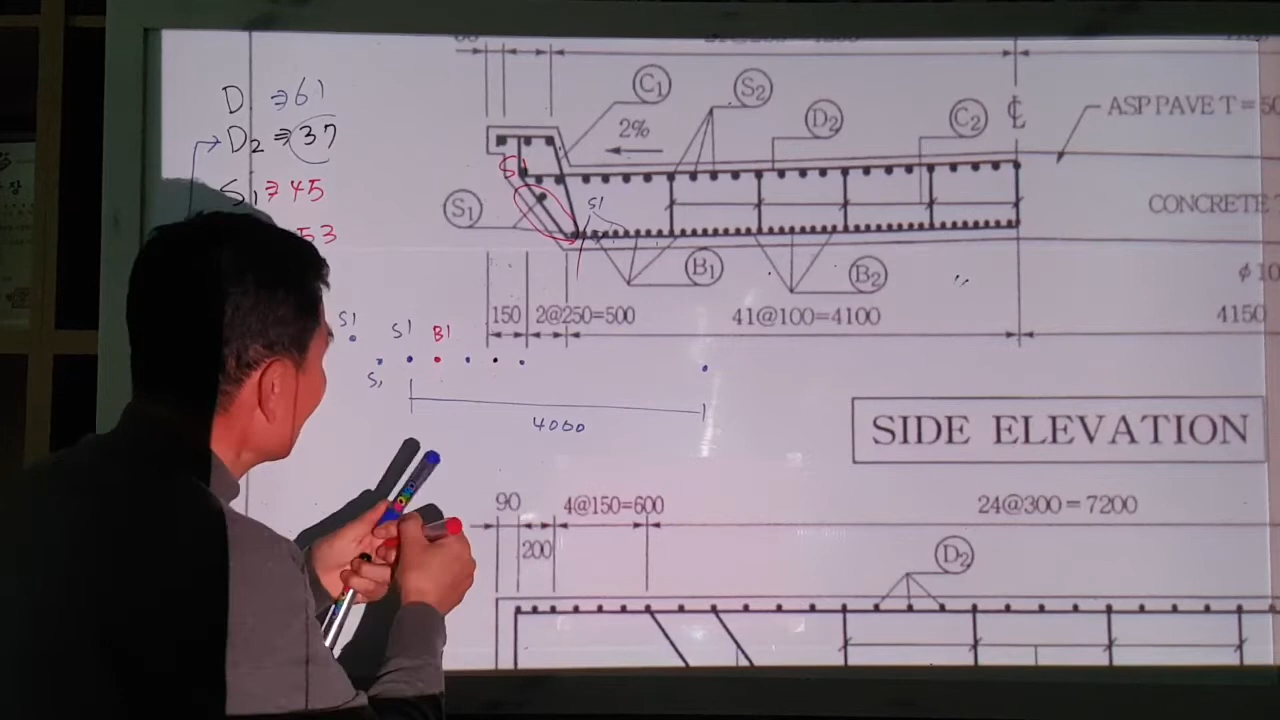 D ⇒61
D₂ ⇒ 37
S₁ ⇒ 45
53
C₁
S₂
D₂
C₂
2%
℄
ASP PAVE T = 50
S1
S₁
S1
CONCRETE
B₁
B₂
ϕ 10
150
2@250=500
41@100=4100
4150
S1
S1
B1
S₁
4000
SIDE ELEVATION
90
4@150=600
24@300 = 7200
200
D₂